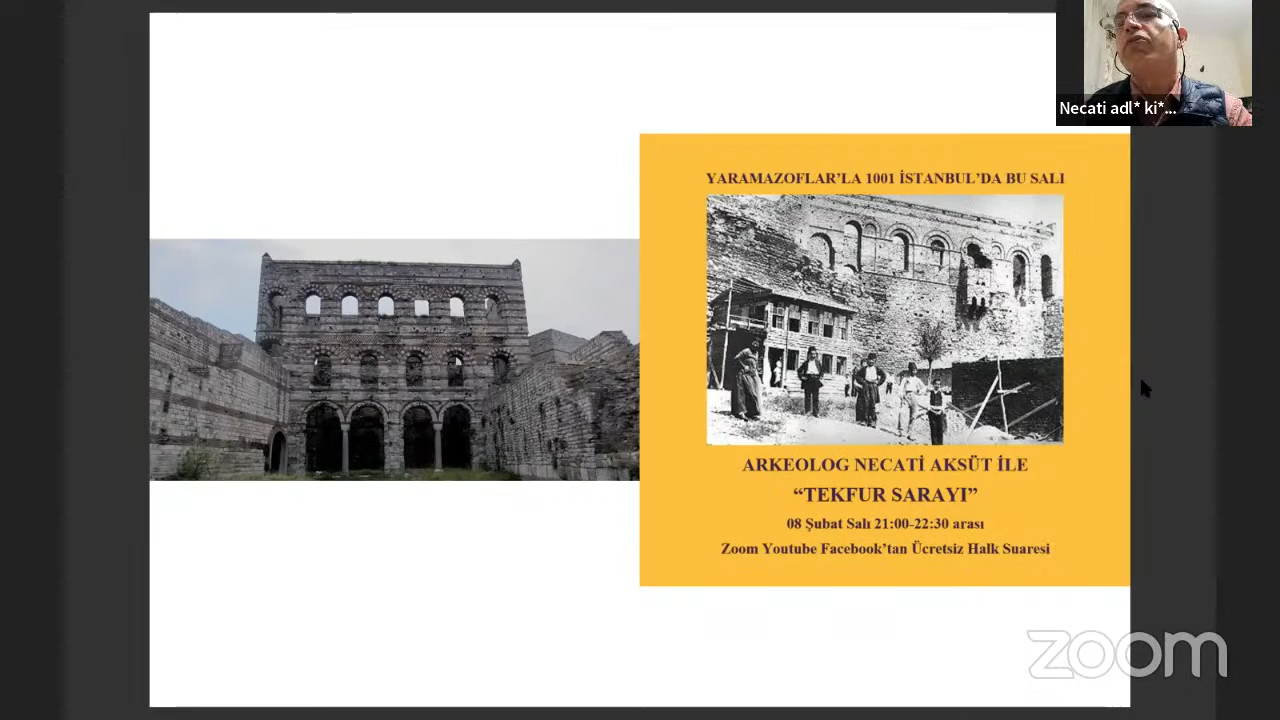 Necati adl* ki*...
YARAMAZOFLAR'LA 1001 İSTANBUL'DA BU SALI
ARKEOLOG NECATİ AKSÜT İLE
“TEKFUR SARAYI”
08 Şubat Salı 21:00-22:30 arası
Zoom Youtube Facebook'tan Ücretsiz Halk Suaresi
zoom